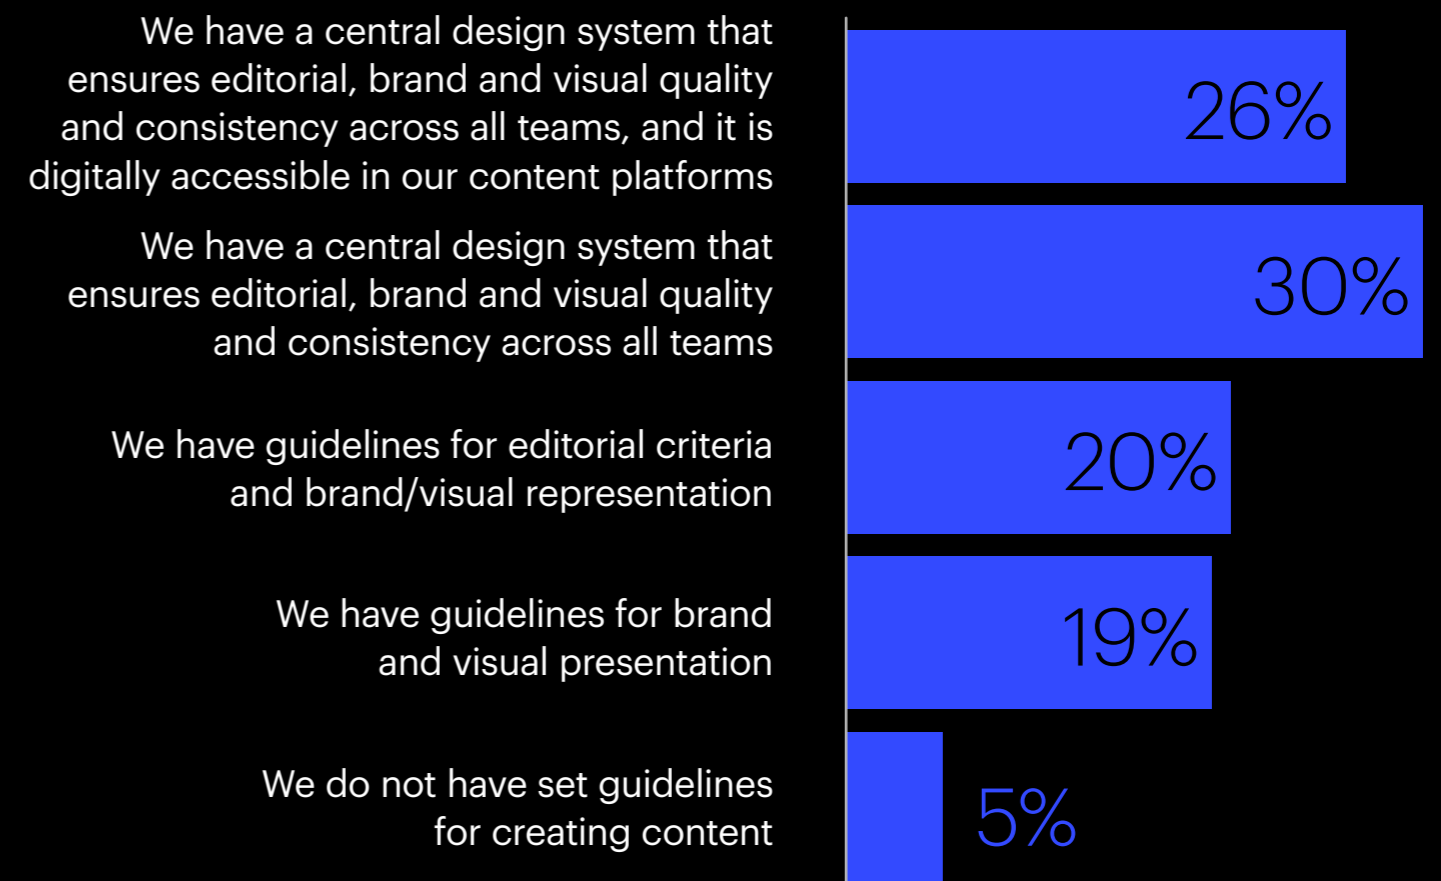 We have a central design system that
ensures editorial, brand and visual quality
and consistency across all teams, and it is
digitally accessible in our content platforms
26%
We have a central design system that
ensures editorial, brand and visual quality
and consistency across all teams
30%
We have guidelines for editorial criteria
and brand/visual representation
20%
We have guidelines for brand
and visual presentation
19%
We do not have set guidelines
for creating content
5%